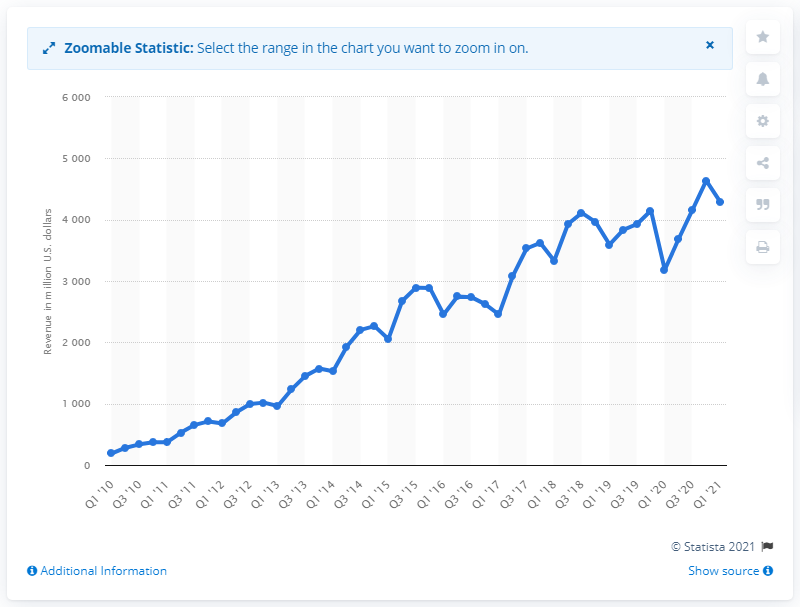 Zoomable Statistic: Select the range in the chart you want to zoom in on.
×
6 000
5 000
4 000
3 000
2 000
1 000
0
Revenue in million U.S. dollars
Q1 '10
Q3 '10
Q1 '11
Q3 '11
Q1 '12
Q3 '12
Q1 '13
Q3 '13
Q1 '14
Q3 '14
Q1 '15
Q3 '15
Q1 '16
Q3 '16
Q1 '17
Q3 '17
Q1 '18
Q3 '18
Q1 '19
Q3 '19
Q1 '20
Q3 '20
Q1 '21
© Statista 2021
Additional Information
Show source